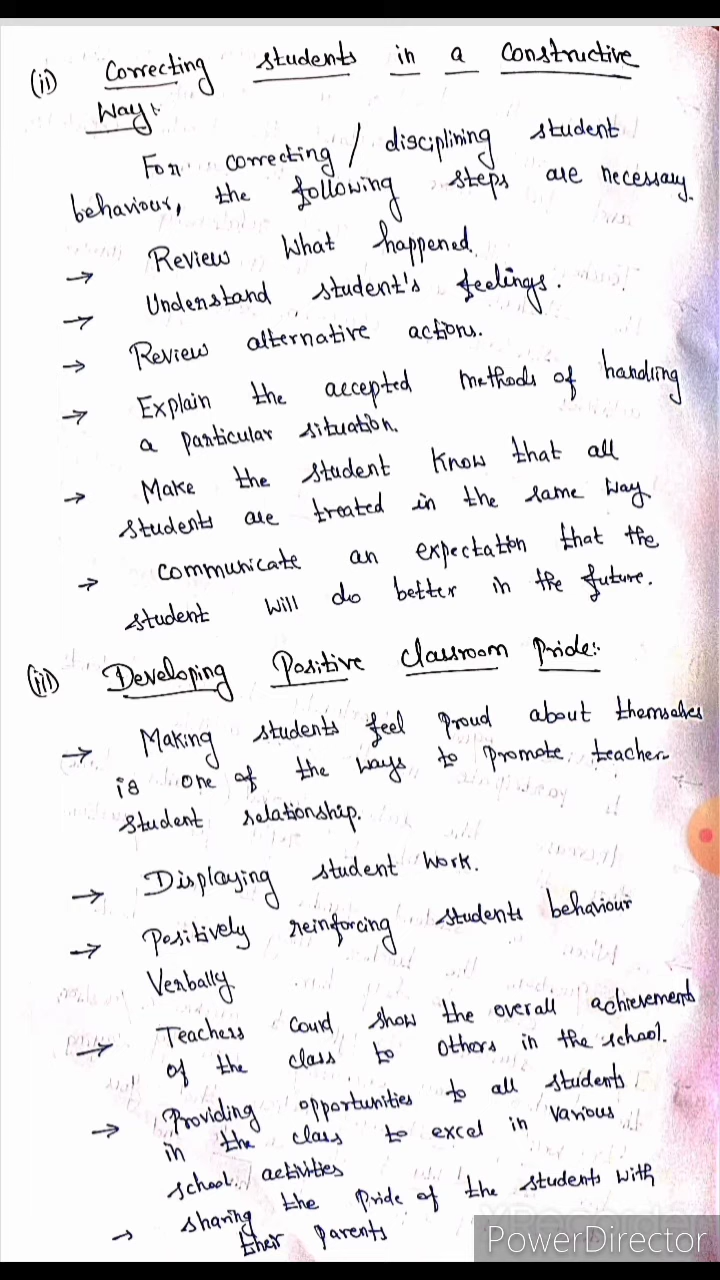 (ii) Correcting students in a constructive
Way:
For correcting / disciplining student
behaviour, the following steps are necessary.
→ Review What happened.
→ Understand student's feelings.
→ Review alternative actions.
→ Explain the accepted methods of handling
a particular situation.
→ Make the student know that all
students are treated in the same way
→ communicate an expectation that the
student will do better in the future.
(iii) Developing Positive classroom Pride:-
→ Making students feel proud about themselves
is one of the ways to promote teacher-
student relationship.
→ Displaying student work.
→ Positively reinforcing students behaviour
Verbally
→ Teachers could show the overall achievement
of the class to others in the school.
→ Providing opportunities to all students
in the class to excel in various
school activities
→ sharing the pride of the students with
their parents
PowerDirector